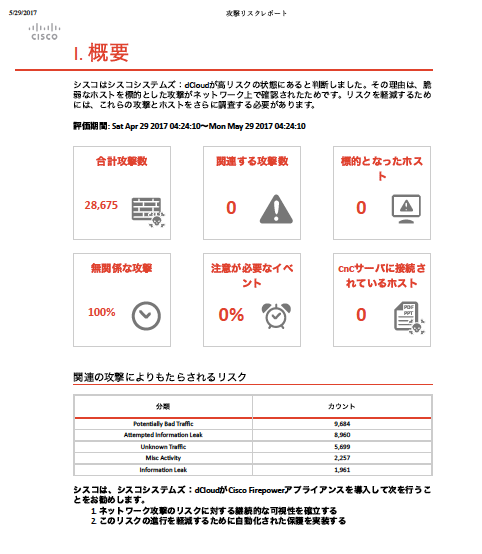 5/29/2017
攻撃リスクレポート
CISCO
I. 概要
シスコはシスコシステムズ：dCloudが高リスクの状態にあると判断しました。その理由は、脆
弱なホストを標的とした攻撃がネットワーク上で確認されたためです。リスクを軽減するため
には、これらの攻撃とホストをさらに調査する必要があります。
評価期間: Sat Apr 29 2017 04:24:10～Mon May 29 2017 04:24:10
合計攻撃数
28,675
関連する攻撃数
0
標的となったホス
ト
0
無関係な攻撃
100%
注意が必要なイベ
ント
0%
CnCサーバに接続さ
れているホスト
0
PDF
PPT
関連の攻撃によりもたらされるリスク
分類 カウント
Potentially Bad Traffic 9,684
Attempted Information Leak 8,960
Unknown Traffic 5,699
Misc Activity 2,257
Information Leak 1,961
シスコは、シスコシステムズ：dCloudがCisco Firepowerアプライアンスを導入して次を行うこ
とをお勧めします。
1. ネットワーク攻撃のリスクに対する継続的な可視性を確立する
2. このリスクの進行を軽減するために自動化された保護を実装する